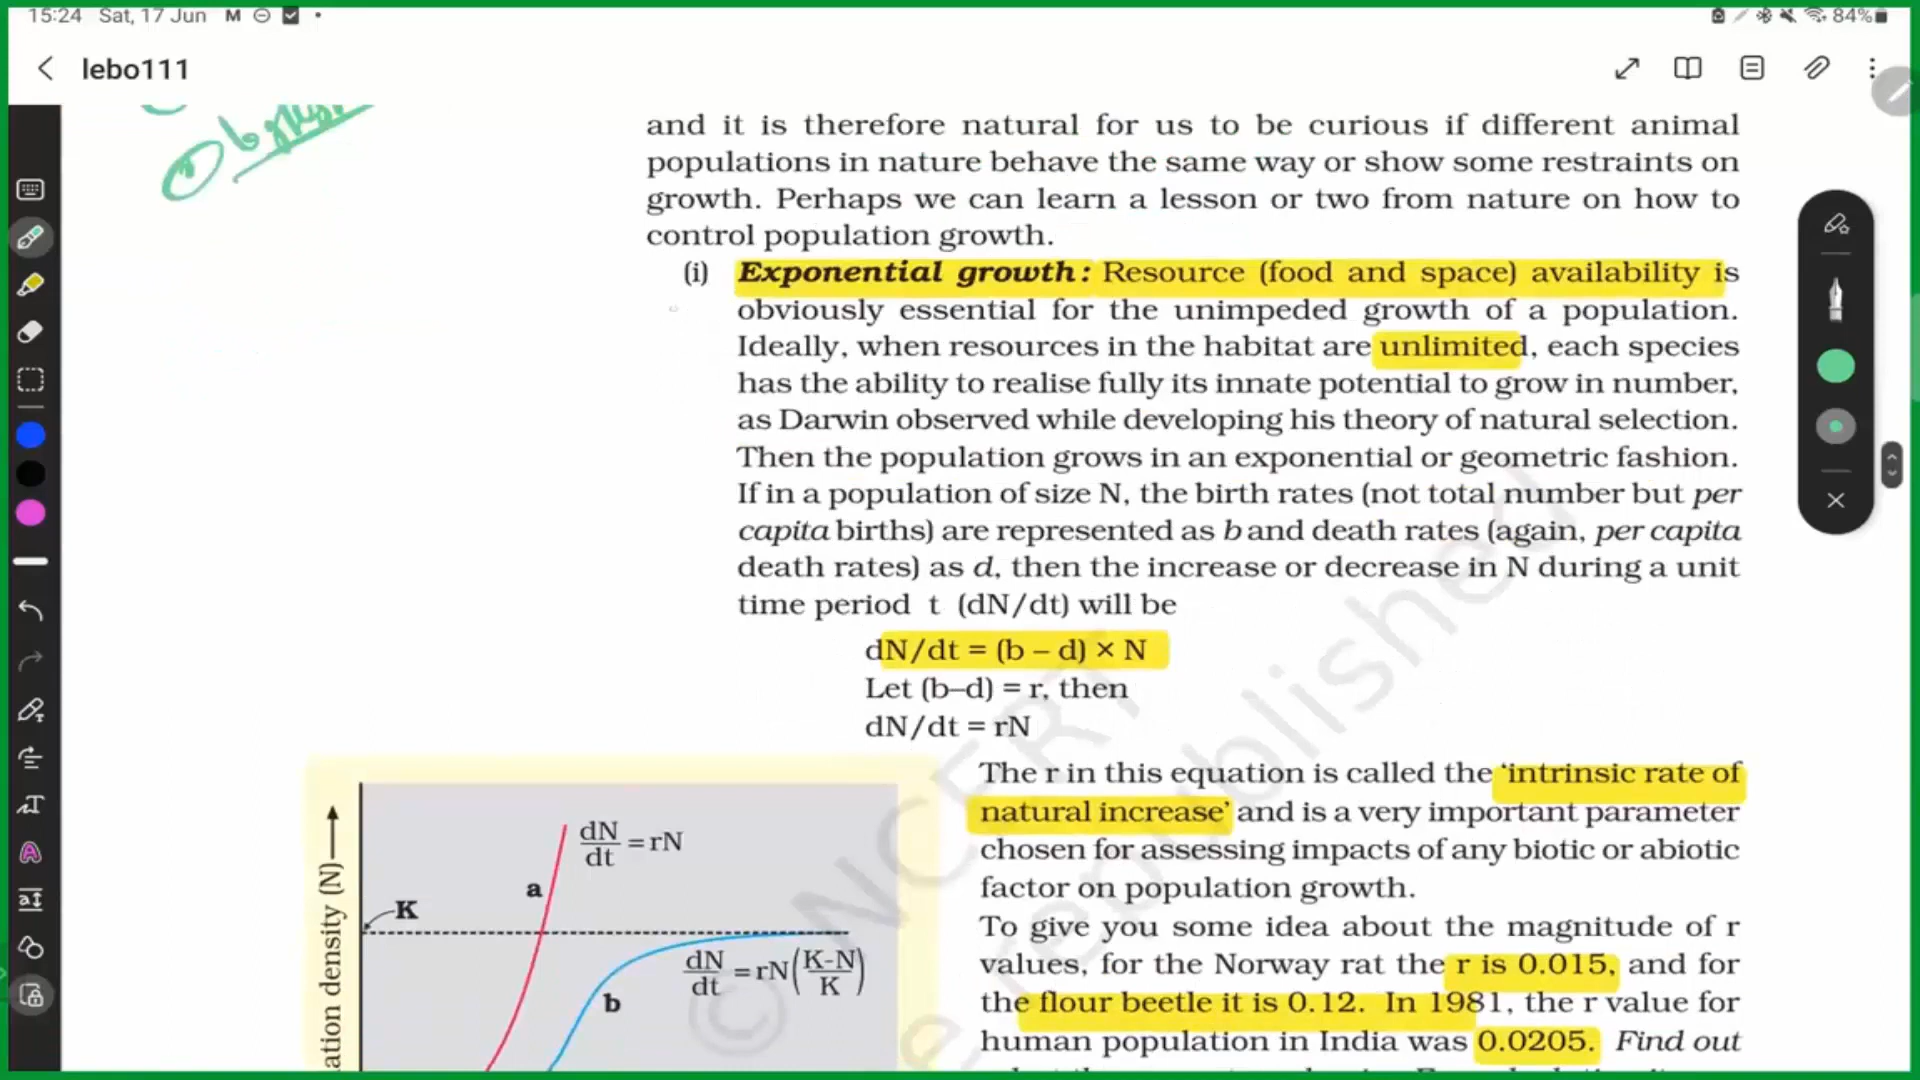 15:24 Sat, 17 Jun M
84%
lebo111
and it is therefore natural for us to be curious if different animal
populations in nature behave the same way or show some restraints on
growth. Perhaps we can learn a lesson or two from nature on how to
control population growth.
(i) Exponential growth: Resource (food and space) availability is
obviously essential for the unimpeded growth of a population.
Ideally, when resources in the habitat are unlimited, each species
has the ability to realise fully its innate potential to grow in number,
as Darwin observed while developing his theory of natural selection.
Then the population grows in an exponential or geometric fashion.
If in a population of size N, the birth rates (not total number but per
capita births) are represented as b and death rates (again, per capita
death rates) as d, then the increase or decrease in N during a unit
time period t (dN/dt) will be
dN/dt = (b – d) × N
Let (b–d) = r, then
dN/dt = rN
The r in this equation is called the ‘intrinsic rate of
natural increase’ and is a very important parameter
chosen for assessing impacts of any biotic or abiotic
factor on population growth.
To give you some idea about the magnitude of r
values, for the Norway rat the r is 0.015, and for
the flour beetle it is 0.12. In 1981, the r value for
human population in India was 0.0205. Find out
dN/dt = rN
a
K
dN/dt = rN(K-N/K)
b
ation density (N)
© NCERT
republished